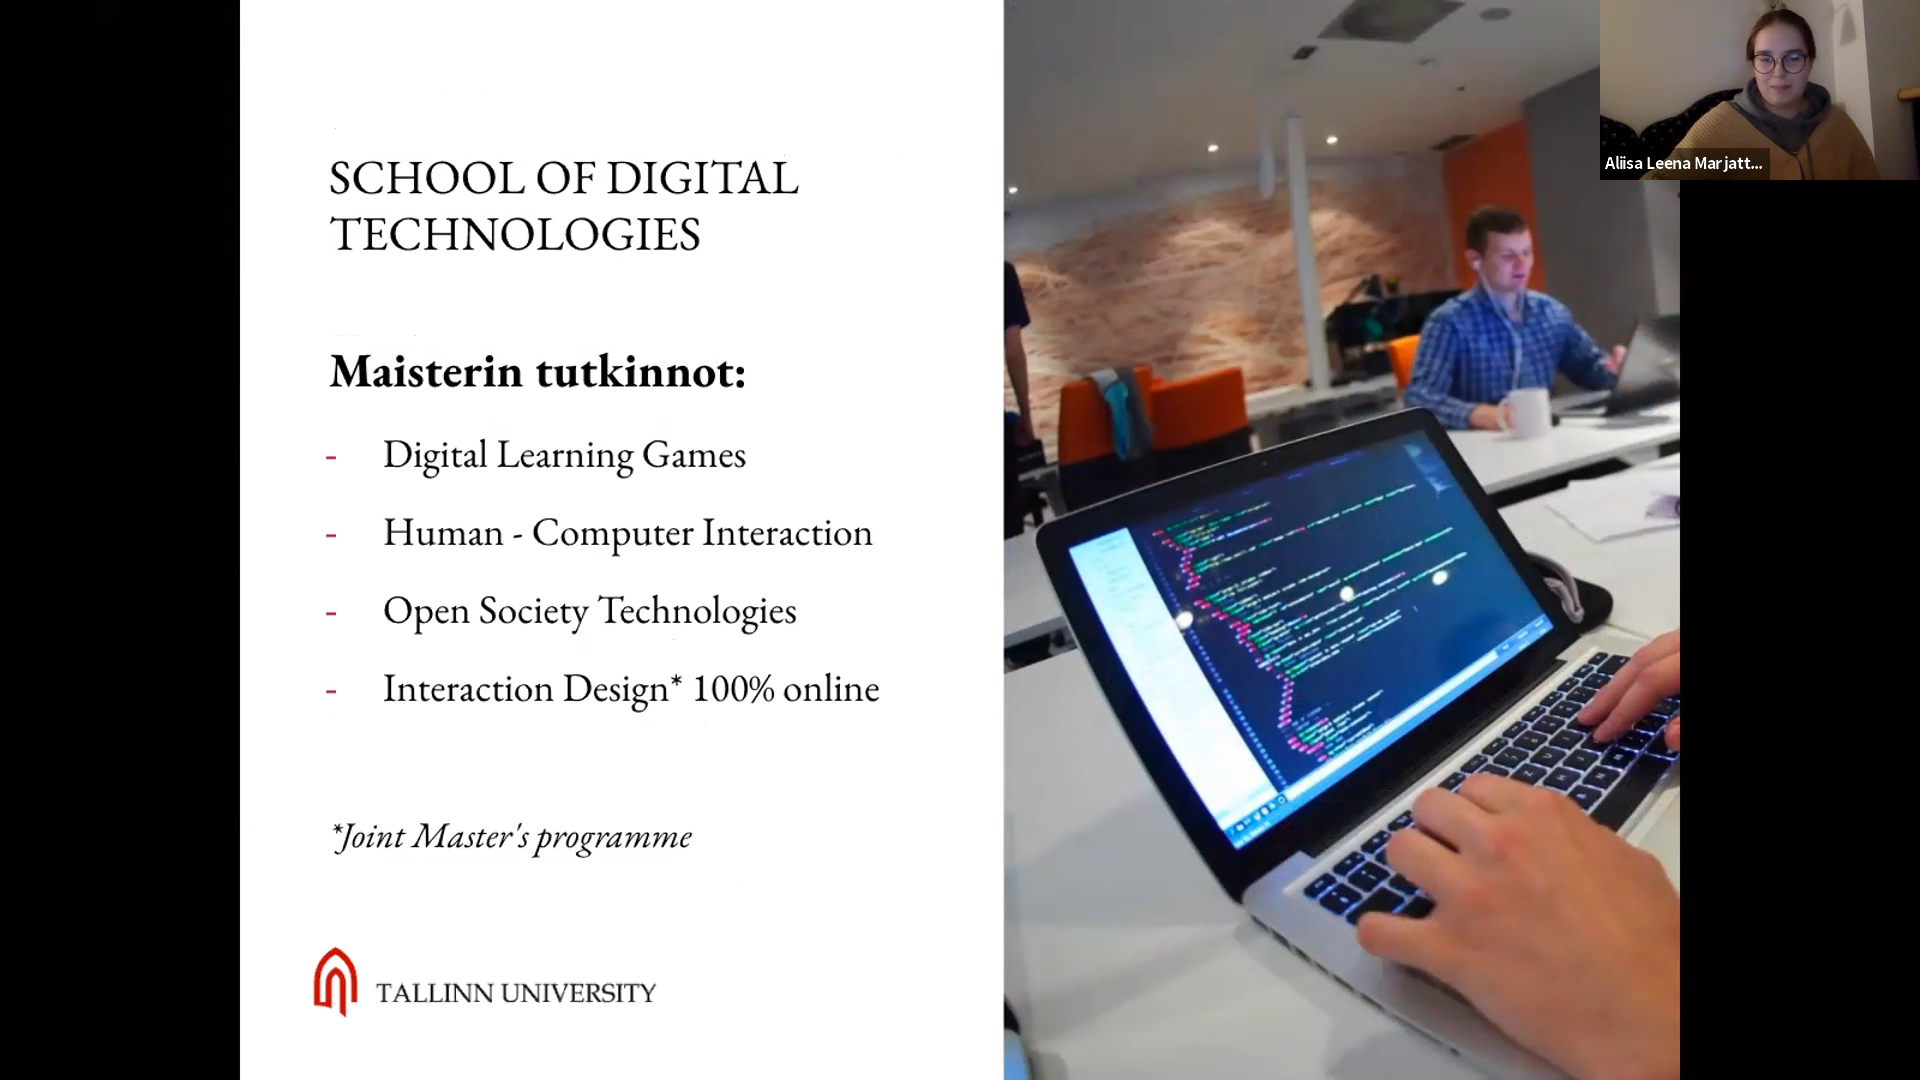 SCHOOL OF DIGITAL
TECHNOLOGIES
Maisterin tutkinnot:
- Digital Learning Games
- Human - Computer Interaction
- Open Society Technologies
- Interaction Design* 100% online
*Joint Master's programme
TALLINN UNIVERSITY
Aliisa Leena Marjatt...